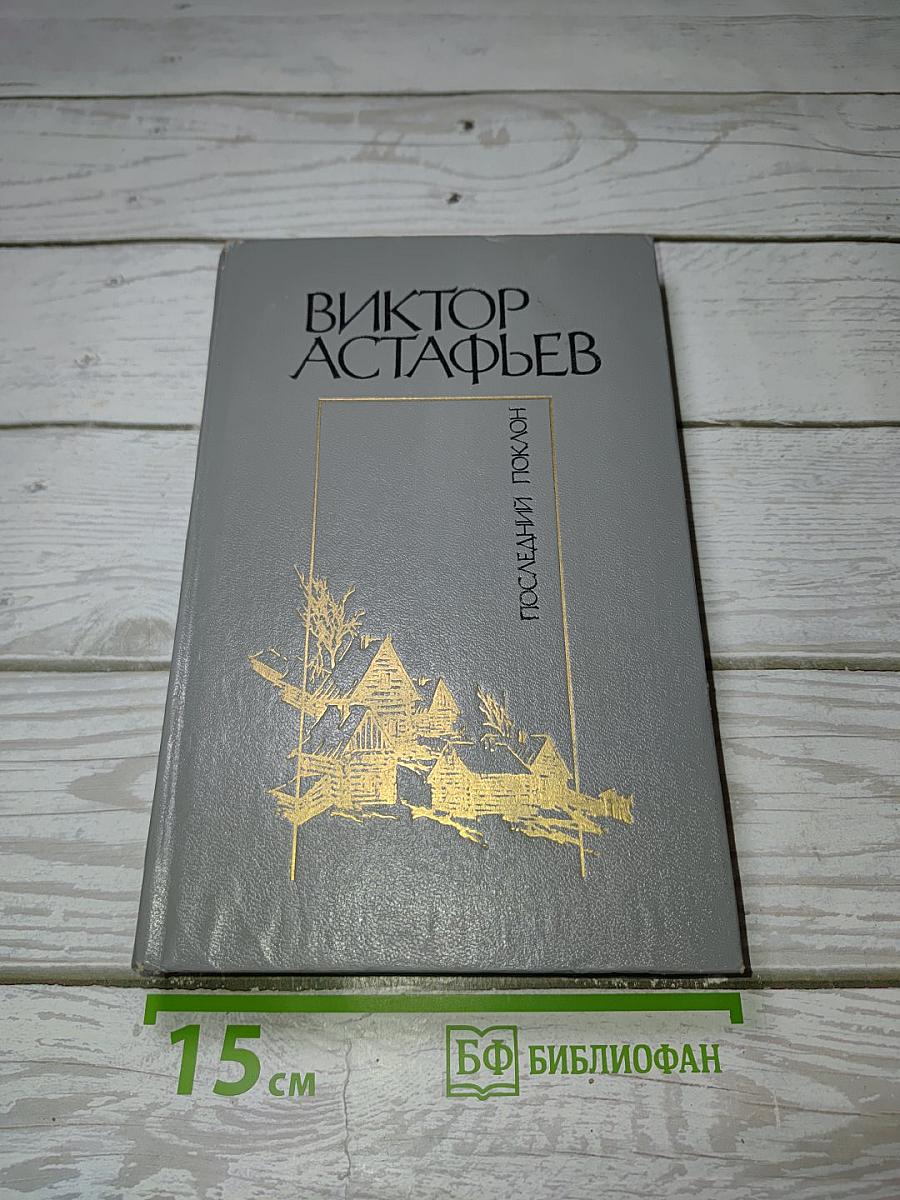 ВИКТОР
АСТАФЬЕВ
ПОСЛЕДНИЙ ПОКЛОН
15 см
БФ БИБЛИОФАН